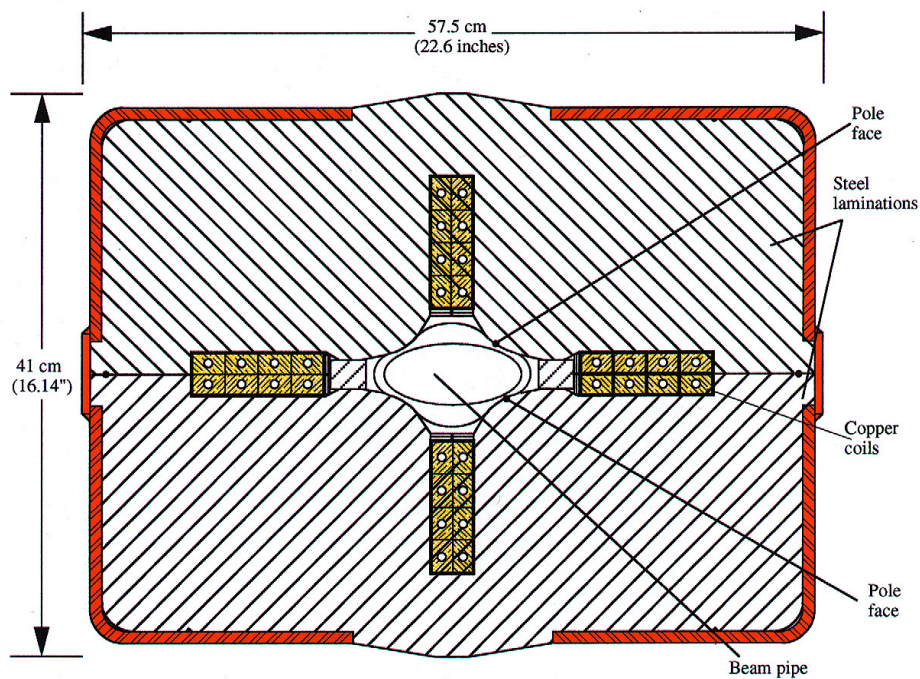 57.5 cm
(22.6 inches)
Pole
face
Steel
laminations
41 cm
(16.14")
Copper
coils
Pole
face
Beam pipe